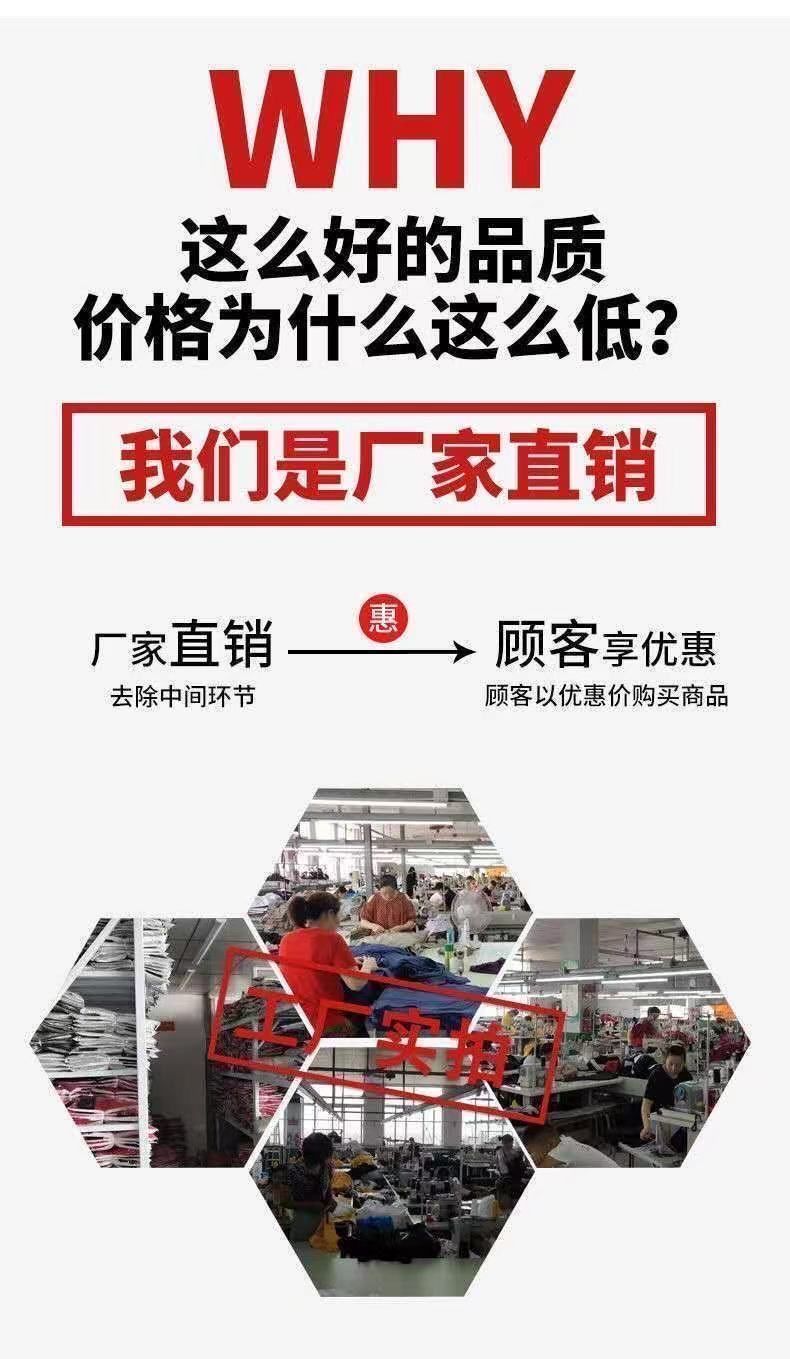 WHY
这么好的品质
价格为什么这么低？
我们是厂家直销
厂家直销
惠
顾客享优惠
去除中间环节
顾客以优惠价购买商品
工厂实拍